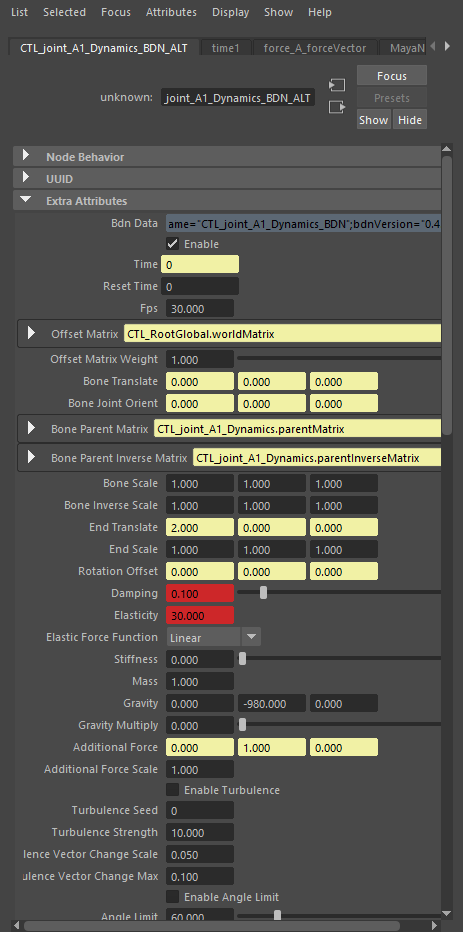 List Selected Focus Attributes Display Show Help
CTL_joint_A1_Dynamics_BDN_ALT time1 force_A_forceVector MayaN
Focus
unknown: joint_A1_Dynamics_BDN_ALT Presets
Show Hide
Node Behavior
UUID
Extra Attributes
Bdn Data ame="CTL_joint_A1_Dynamics_BDN";bdnVersion="0.4
Enable
Time 0
Reset Time 0
Fps 30.000
Offset Matrix CTL_RootGlobal.worldMatrix
Offset Matrix Weight 1.000
Bone Translate 0.000 0.000 0.000
Bone Joint Orient 0.000 0.000 0.000
Bone Parent Matrix CTL_joint_A1_Dynamics.parentMatrix
Bone Parent Inverse Matrix CTL_joint_A1_Dynamics.parentInverseMatrix
Bone Scale 1.000 1.000 1.000
Bone Inverse Scale 1.000 1.000 1.000
End Translate 2.000 0.000 0.000
End Scale 1.000 1.000 1.000
Rotation Offset 0.000 0.000 0.000
Damping 0.100
Elasticity 30.000
Elastic Force Function Linear
Stiffness 0.000
Mass 1.000
Gravity 0.000 -980.000 0.000
Gravity Multiply 0.000
Additional Force 0.000 1.000 0.000
Additional Force Scale 1.000
Enable Turbulence
Turbulence Seed 0
Turbulence Strength 10.000
lence Vector Change Scale 0.050
ulence Vector Change Max 0.100
Enable Angle Limit
Angle Limit 60.000